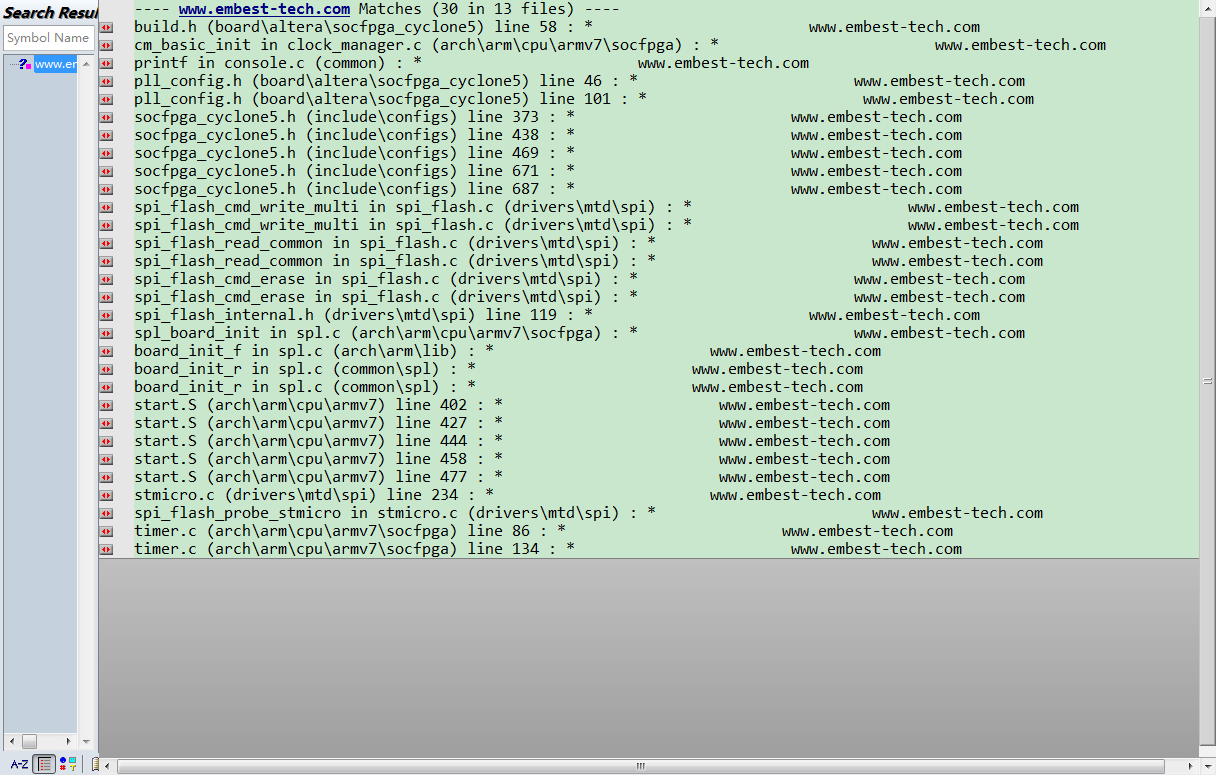 Search Resul
Symbol Name
www.em
---- www.embest-tech.com Matches (30 in 13 files) ----
build.h (board\altera\socfpga_cyclone5) line 58 : * www.embest-tech.com
cm_basic_init in clock_manager.c (arch\arm\cpu\armv7\socfpga) : * www.embest-tech.com
printf in console.c (common) : * www.embest-tech.com
pll_config.h (board\altera\socfpga_cyclone5) line 46 : * www.embest-tech.com
pll_config.h (board\altera\socfpga_cyclone5) line 101 : * www.embest-tech.com
socfpga_cyclone5.h (include\configs) line 373 : * www.embest-tech.com
socfpga_cyclone5.h (include\configs) line 438 : * www.embest-tech.com
socfpga_cyclone5.h (include\configs) line 469 : * www.embest-tech.com
socfpga_cyclone5.h (include\configs) line 671 : * www.embest-tech.com
socfpga_cyclone5.h (include\configs) line 687 : * www.embest-tech.com
spi_flash_cmd_write_multi in spi_flash.c (drivers\mtd\spi) : * www.embest-tech.com
spi_flash_cmd_write_multi in spi_flash.c (drivers\mtd\spi) : * www.embest-tech.com
spi_flash_read_common in spi_flash.c (drivers\mtd\spi) : * www.embest-tech.com
spi_flash_read_common in spi_flash.c (drivers\mtd\spi) : * www.embest-tech.com
spi_flash_cmd_erase in spi_flash.c (drivers\mtd\spi) : * www.embest-tech.com
spi_flash_cmd_erase in spi_flash.c (drivers\mtd\spi) : * www.embest-tech.com
spi_flash_internal.h (drivers\mtd\spi) line 119 : * www.embest-tech.com
spl_board_init in spl.c (arch\arm\cpu\armv7\socfpga) : * www.embest-tech.com
board_init_f in spl.c (arch\arm\lib) : * www.embest-tech.com
board_init_r in spl.c (common\spl) : * www.embest-tech.com
board_init_r in spl.c (common\spl) : * www.embest-tech.com
start.S (arch\arm\cpu\armv7) line 402 : * www.embest-tech.com
start.S (arch\arm\cpu\armv7) line 427 : * www.embest-tech.com
start.S (arch\arm\cpu\armv7) line 444 : * www.embest-tech.com
start.S (arch\arm\cpu\armv7) line 458 : * www.embest-tech.com
start.S (arch\arm\cpu\armv7) line 477 : * www.embest-tech.com
stmicro.c (drivers\mtd\spi) line 234 : * www.embest-tech.com
spi_flash_probe_stmicro in stmicro.c (drivers\mtd\spi) : * www.embest-tech.com
timer.c (arch\arm\cpu\armv7\socfpga) line 86 : * www.embest-tech.com
timer.c (arch\arm\cpu\armv7\socfpga) line 134 : * www.embest-tech.com
A-Z